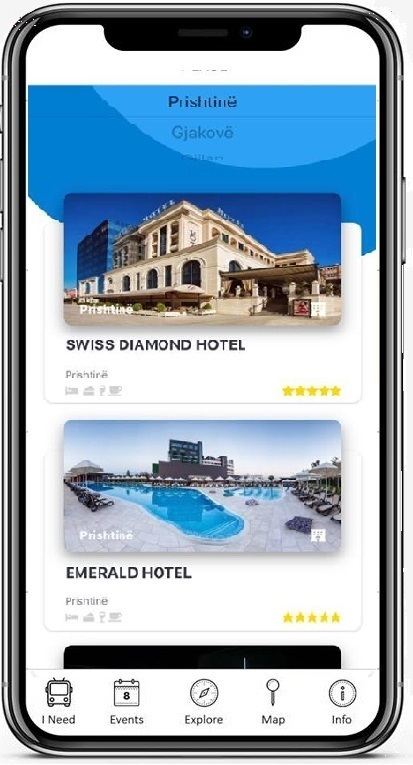 Prishtinë
Gjakovë
Prishtinë
SWISS DIAMOND HOTEL
Prishtinë
Prishtinë
EMERALD HOTEL
Prishtinë
8
I Need
Events
Explore
Map
Info